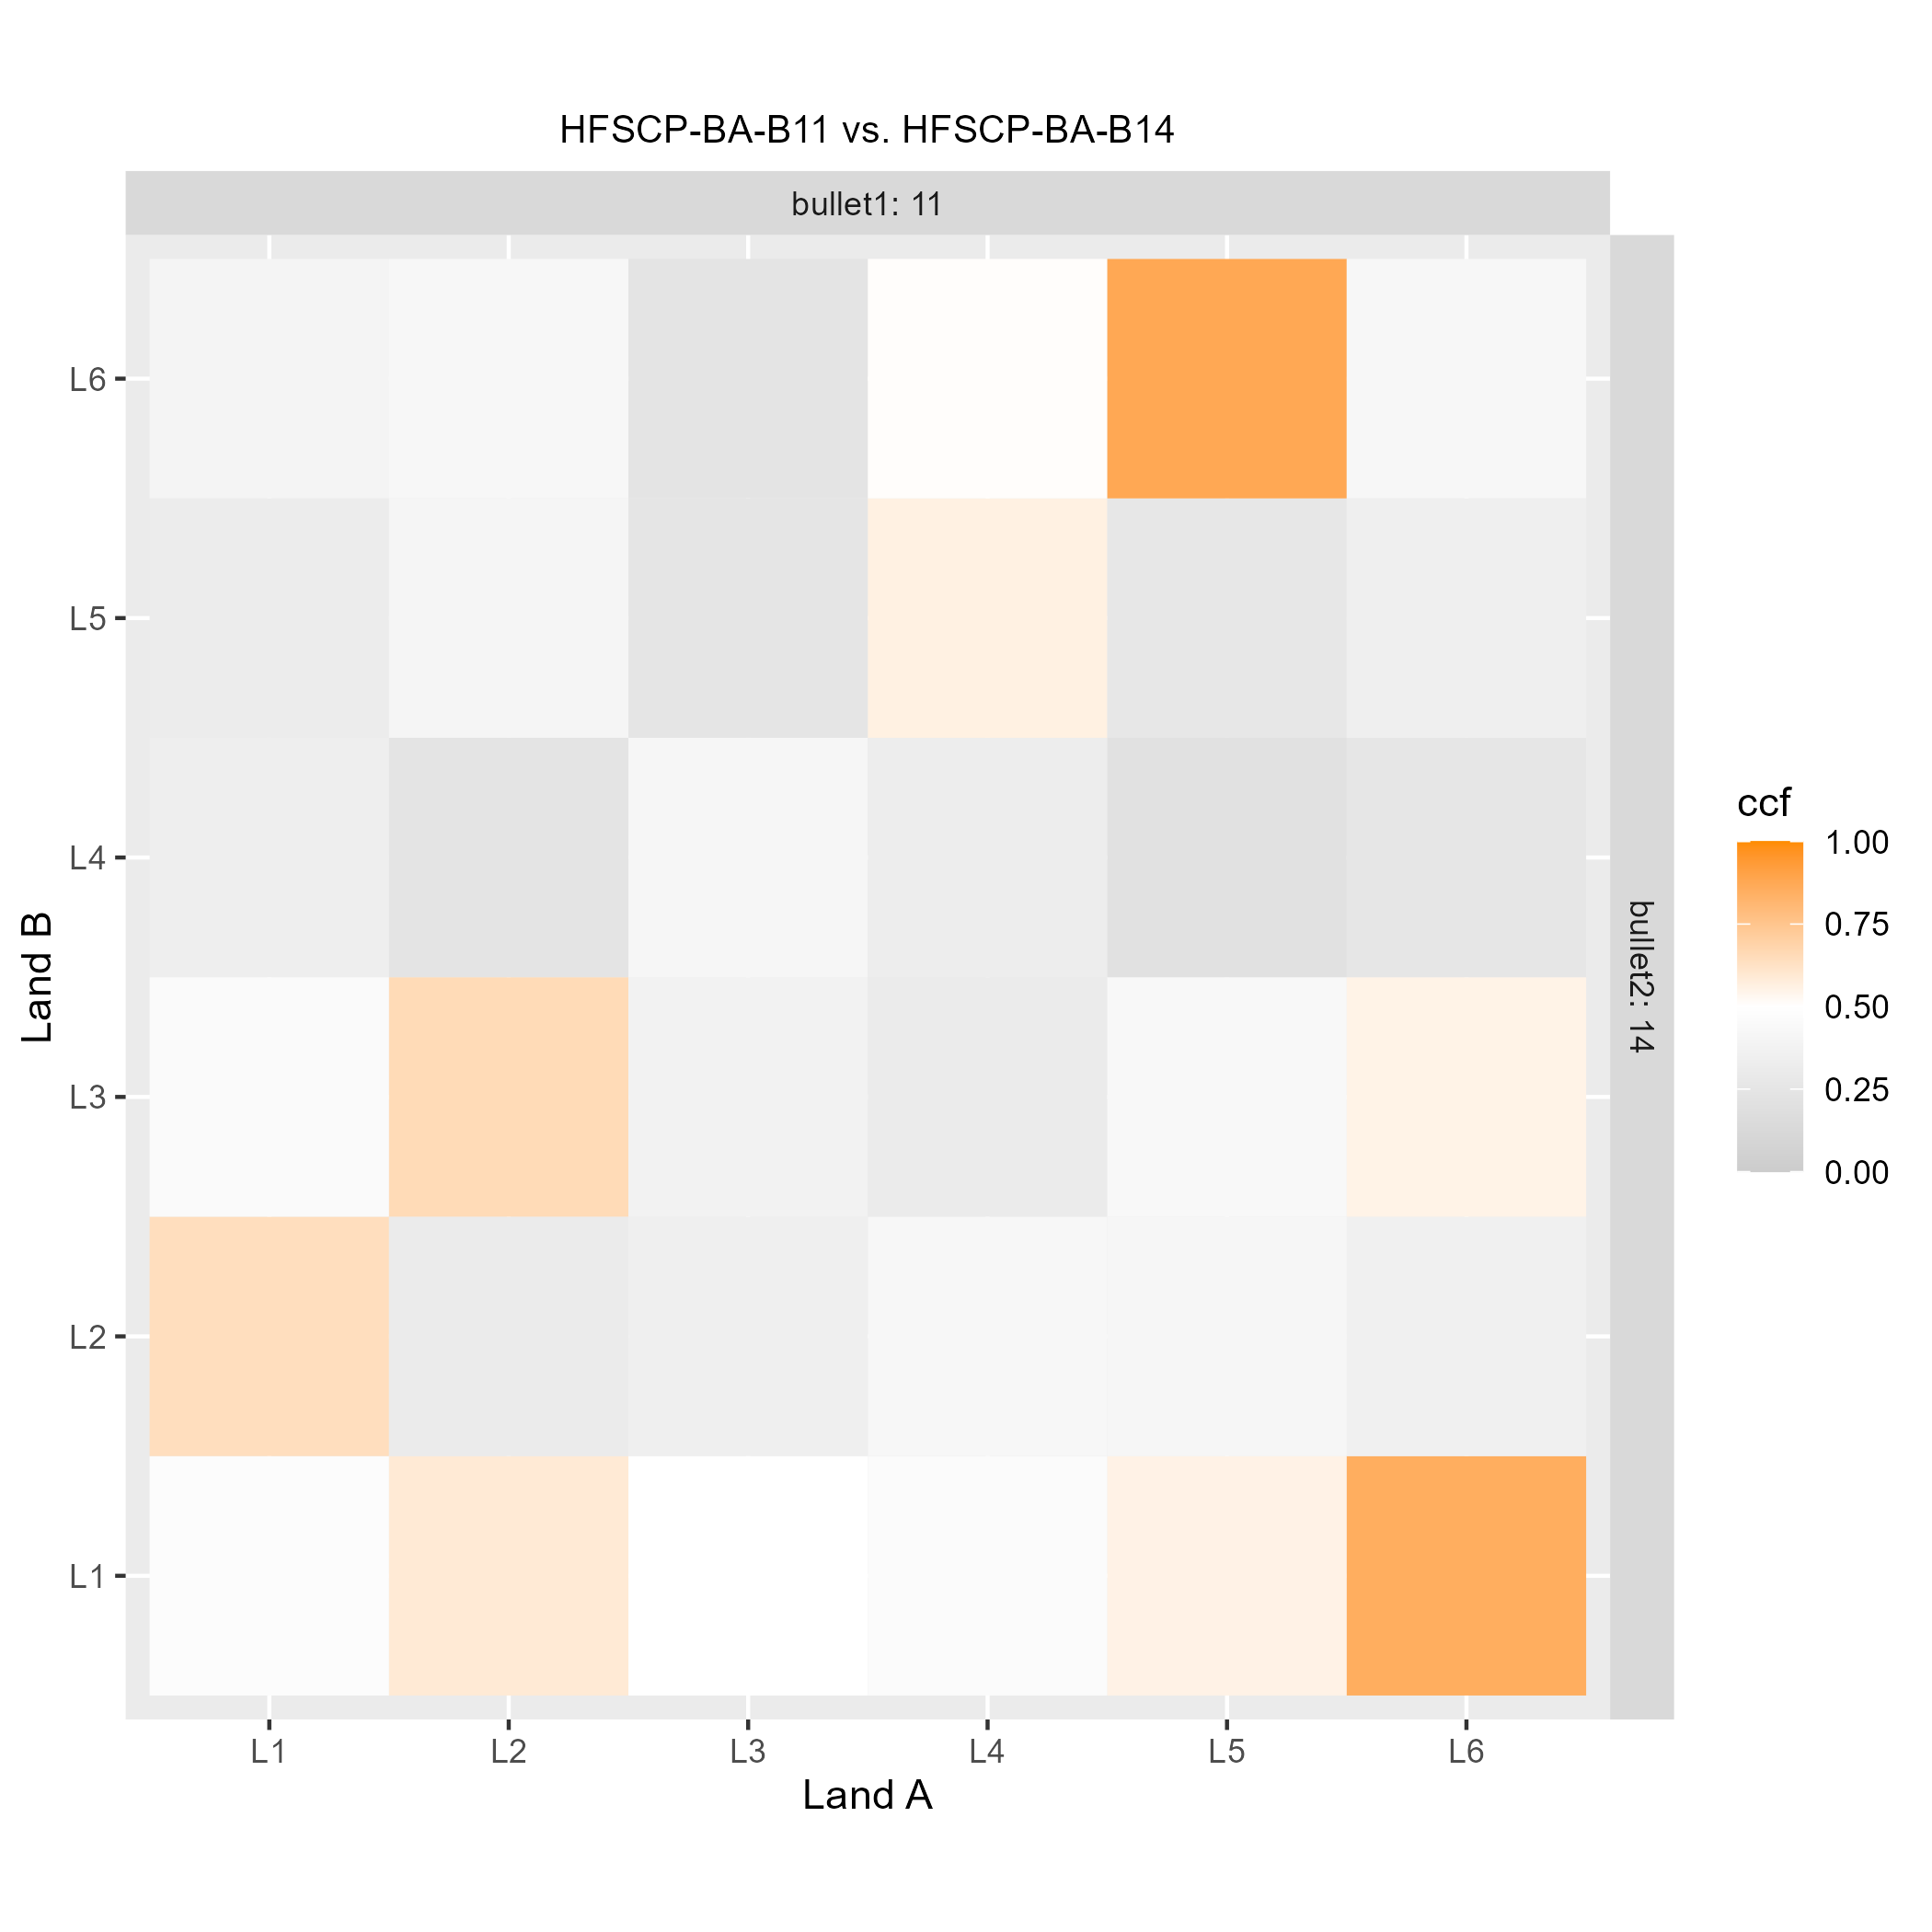 HFSCP-BA-B11 vs. HFSCP-BA-B14
bullet1: 11
L6
L5
L4
L3
L2
L1
Land B
bullet2: 14
ccf
1.00
0.75
0.50
0.25
0.00
L1 L2 L3 L4 L5 L6
Land A